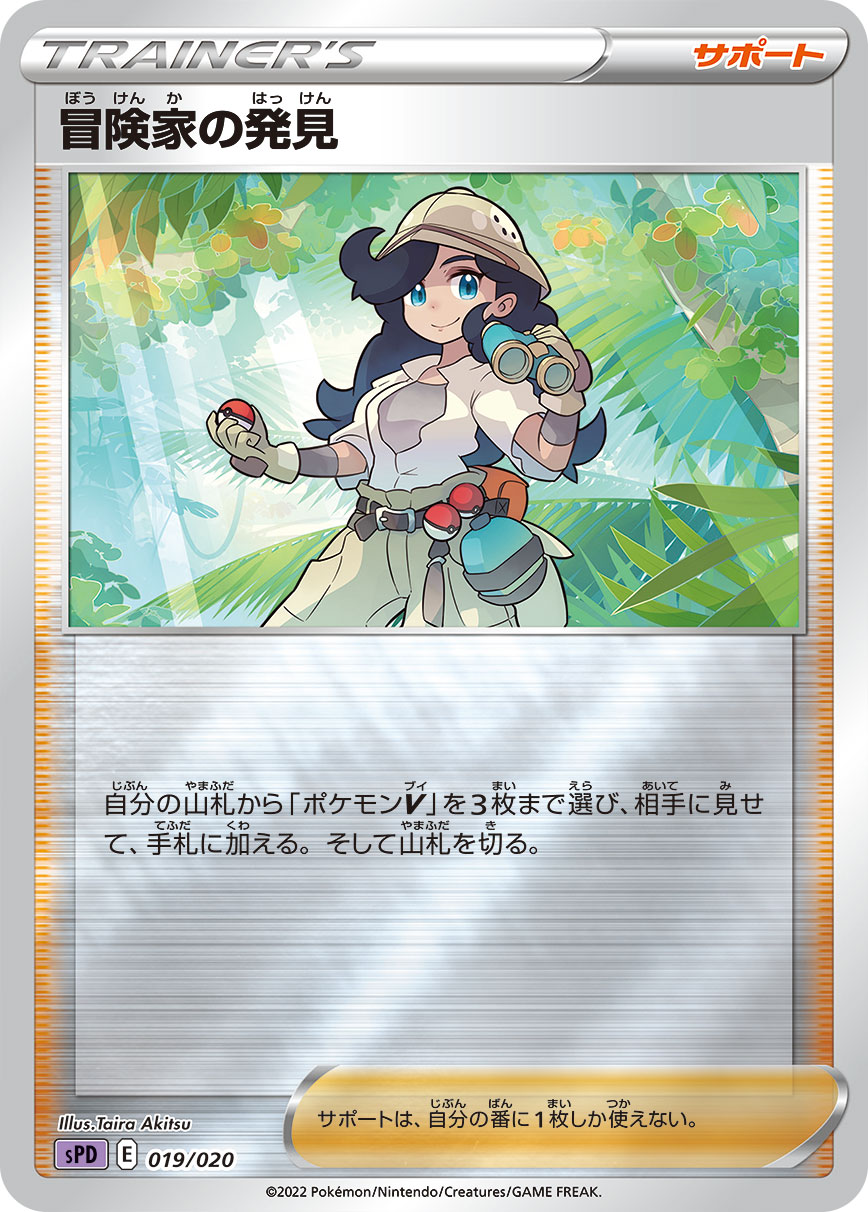 TRAINER'S
サポート
ぼう けん か はっ けん
冒険家の発見
じぶん やまふだ ブイ まい えら あいて み
自分の山札から「ポケモンV」を3枚まで選び、相手に見せ
てふだ くわ やまふだ き
て、手札に加える。そして山札を切る。
Illus.Taira Akitsu
じぶん ばん まい つか
サポートは、自分の番に1枚しか使えない。
sPD E 019/020
©2022 Pokémon/Nintendo/Creatures/GAME FREAK.